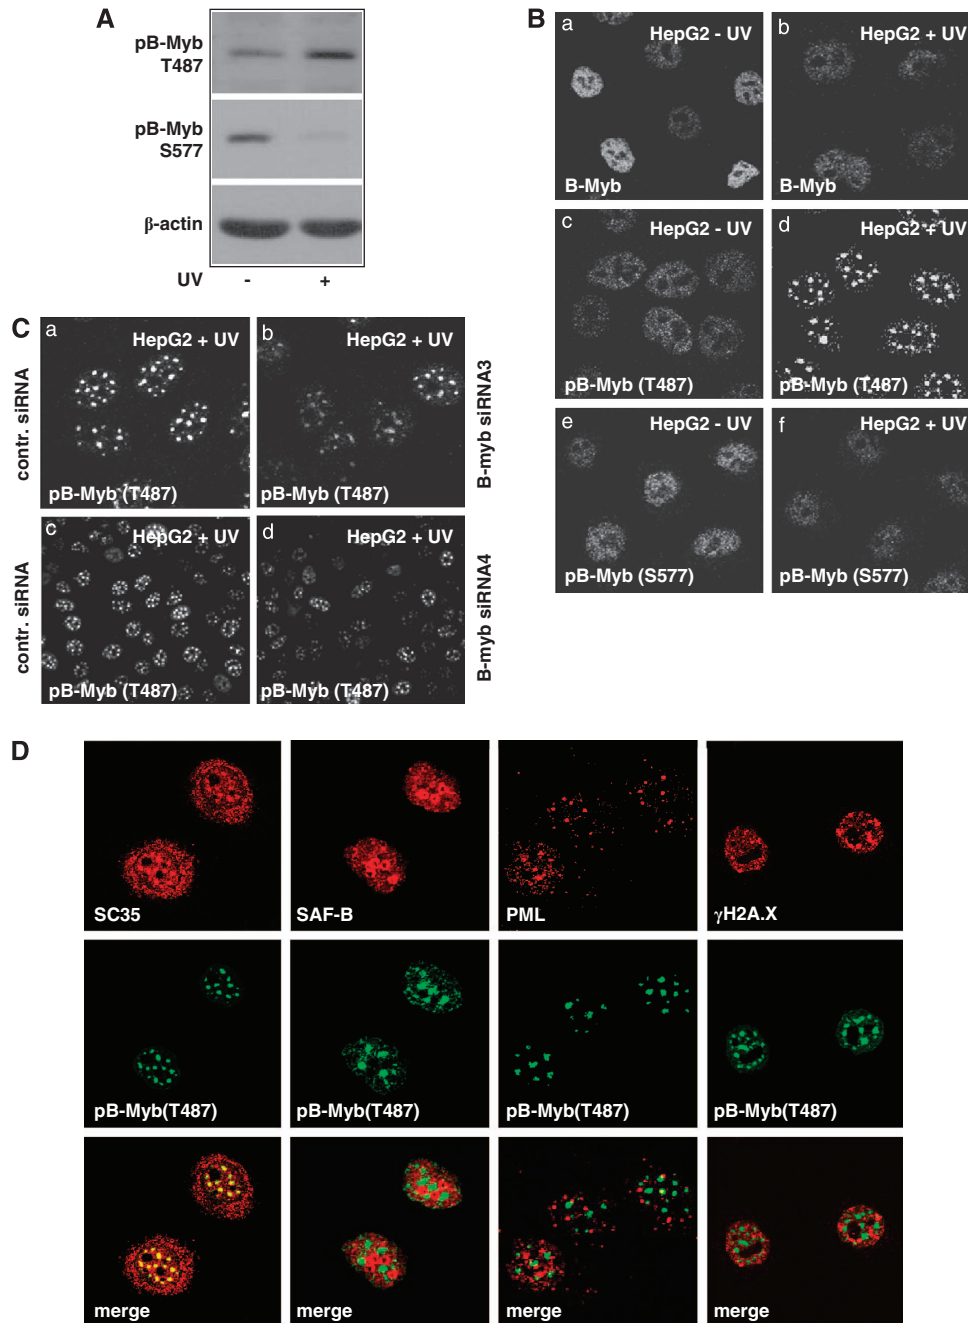 A
pB-Myb
T487
pB-Myb
S577
β-actin
UV - +
B
a HepG2 - UV
B-Myb
b HepG2 + UV
B-Myb
c HepG2 - UV
pB-Myb (T487)
d HepG2 + UV
pB-Myb (T487)
e HepG2 - UV
pB-Myb (S577)
f HepG2 + UV
pB-Myb (S577)
C
contr. siRNA
a HepG2 + UV
pB-Myb (T487)
b HepG2 + UV
pB-Myb (T487)
B-myb siRNA3
contr. siRNA
c HepG2 + UV
pB-Myb (T487)
d HepG2 + UV
pB-Myb (T487)
B-myb siRNA4
D
SC35
SAF-B
PML
γH2A.X
pB-Myb(T487)
pB-Myb(T487)
pB-Myb(T487)
pB-Myb(T487)
merge
merge
merge
merge